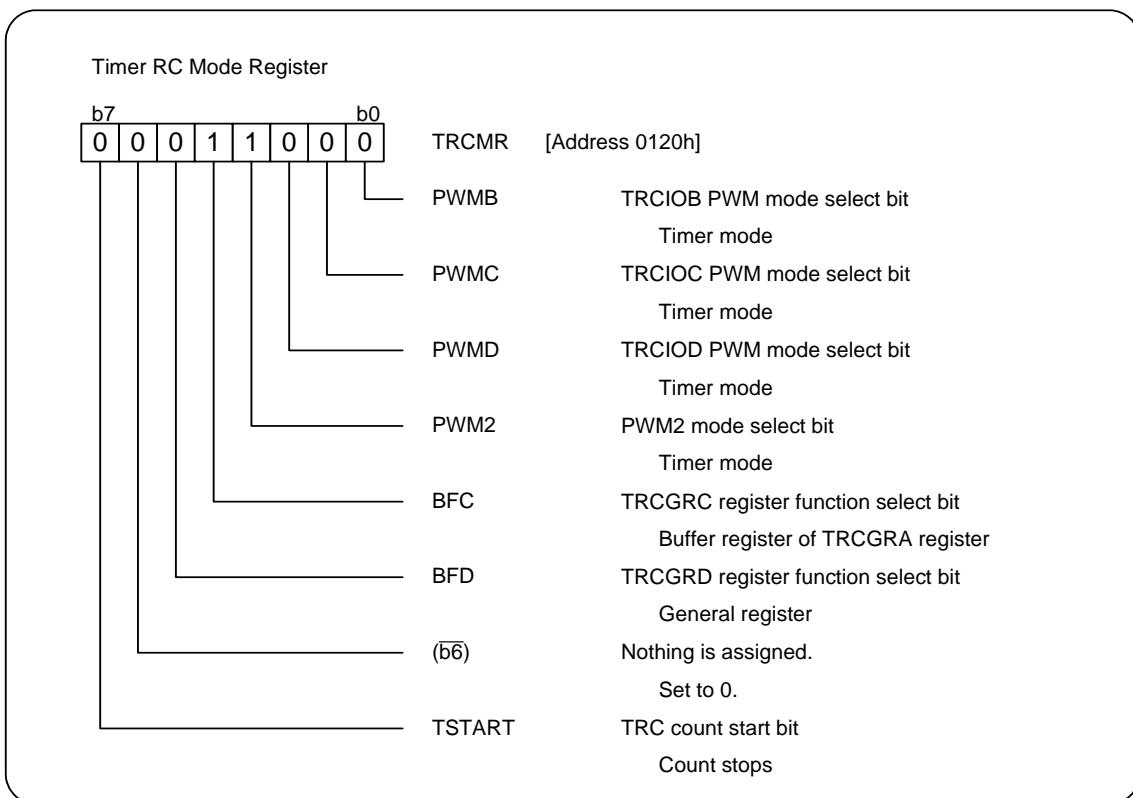 Timer RC Mode Register
b7 b0
0 0 0 1 1 0 0 0 TRCMR [Address 0120h]
PWMB TRCIOB PWM mode select bit
Timer mode
PWMC TRCIOC PWM mode select bit
Timer mode
PWMD TRCIOD PWM mode select bit
Timer mode
PWM2 PWM2 mode select bit
Timer mode
BFC TRCGRC register function select bit
Buffer register of TRCGRA register
BFD TRCGRD register function select bit
General register
(b6) Nothing is assigned.
Set to 0.
TSTART TRC count start bit
Count stops